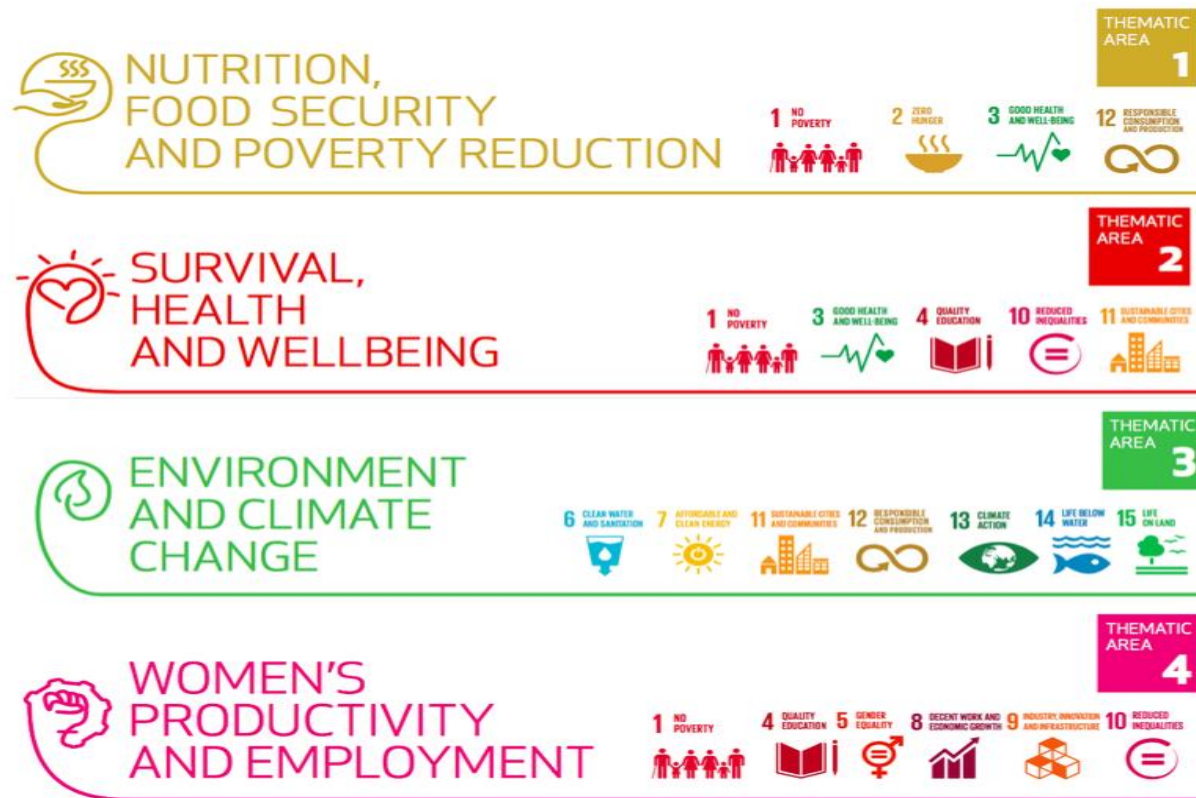 THEMATIC
AREA
1
NUTRITION,
FOOD SECURITY
AND POVERTY REDUCTION
1 NO
POVERTY
2 ZERO
HUNGER
3 GOOD HEALTH
AND WELL-BEING
12 RESPONSIBLE
CONSUMPTION
AND PRODUCTION
THEMATIC
AREA
2
SURVIVAL,
HEALTH
AND WELLBEING
1 NO
POVERTY
3 GOOD HEALTH
AND WELL-BEING
4 QUALITY
EDUCATION
10 REDUCED
INEQUALITIES
11 SUSTAINABLE CITIES
AND COMMUNITIES
THEMATIC
AREA
3
ENVIRONMENT
AND CLIMATE
CHANGE
6 CLEAN WATER
AND SANITATION
7 AFFORDABLE AND
CLEAN ENERGY
11 SUSTAINABLE CITIES
AND COMMUNITIES
12 RESPONSIBLE
CONSUMPTION
AND PRODUCTION
13 CLIMATE
ACTION
14 LIFE BELOW
WATER
15 LIFE
ON LAND
THEMATIC
AREA
4
WOMEN'S
PRODUCTIVITY
AND EMPLOYMENT
1 NO
POVERTY
4 QUALITY
EDUCATION
5 GENDER
EQUALITY
8 DECENT WORK AND
ECONOMIC GROWTH
9 INDUSTRY, INNOVATION
AND INFRASTRUCTURE
10 REDUCED
INEQUALITIES